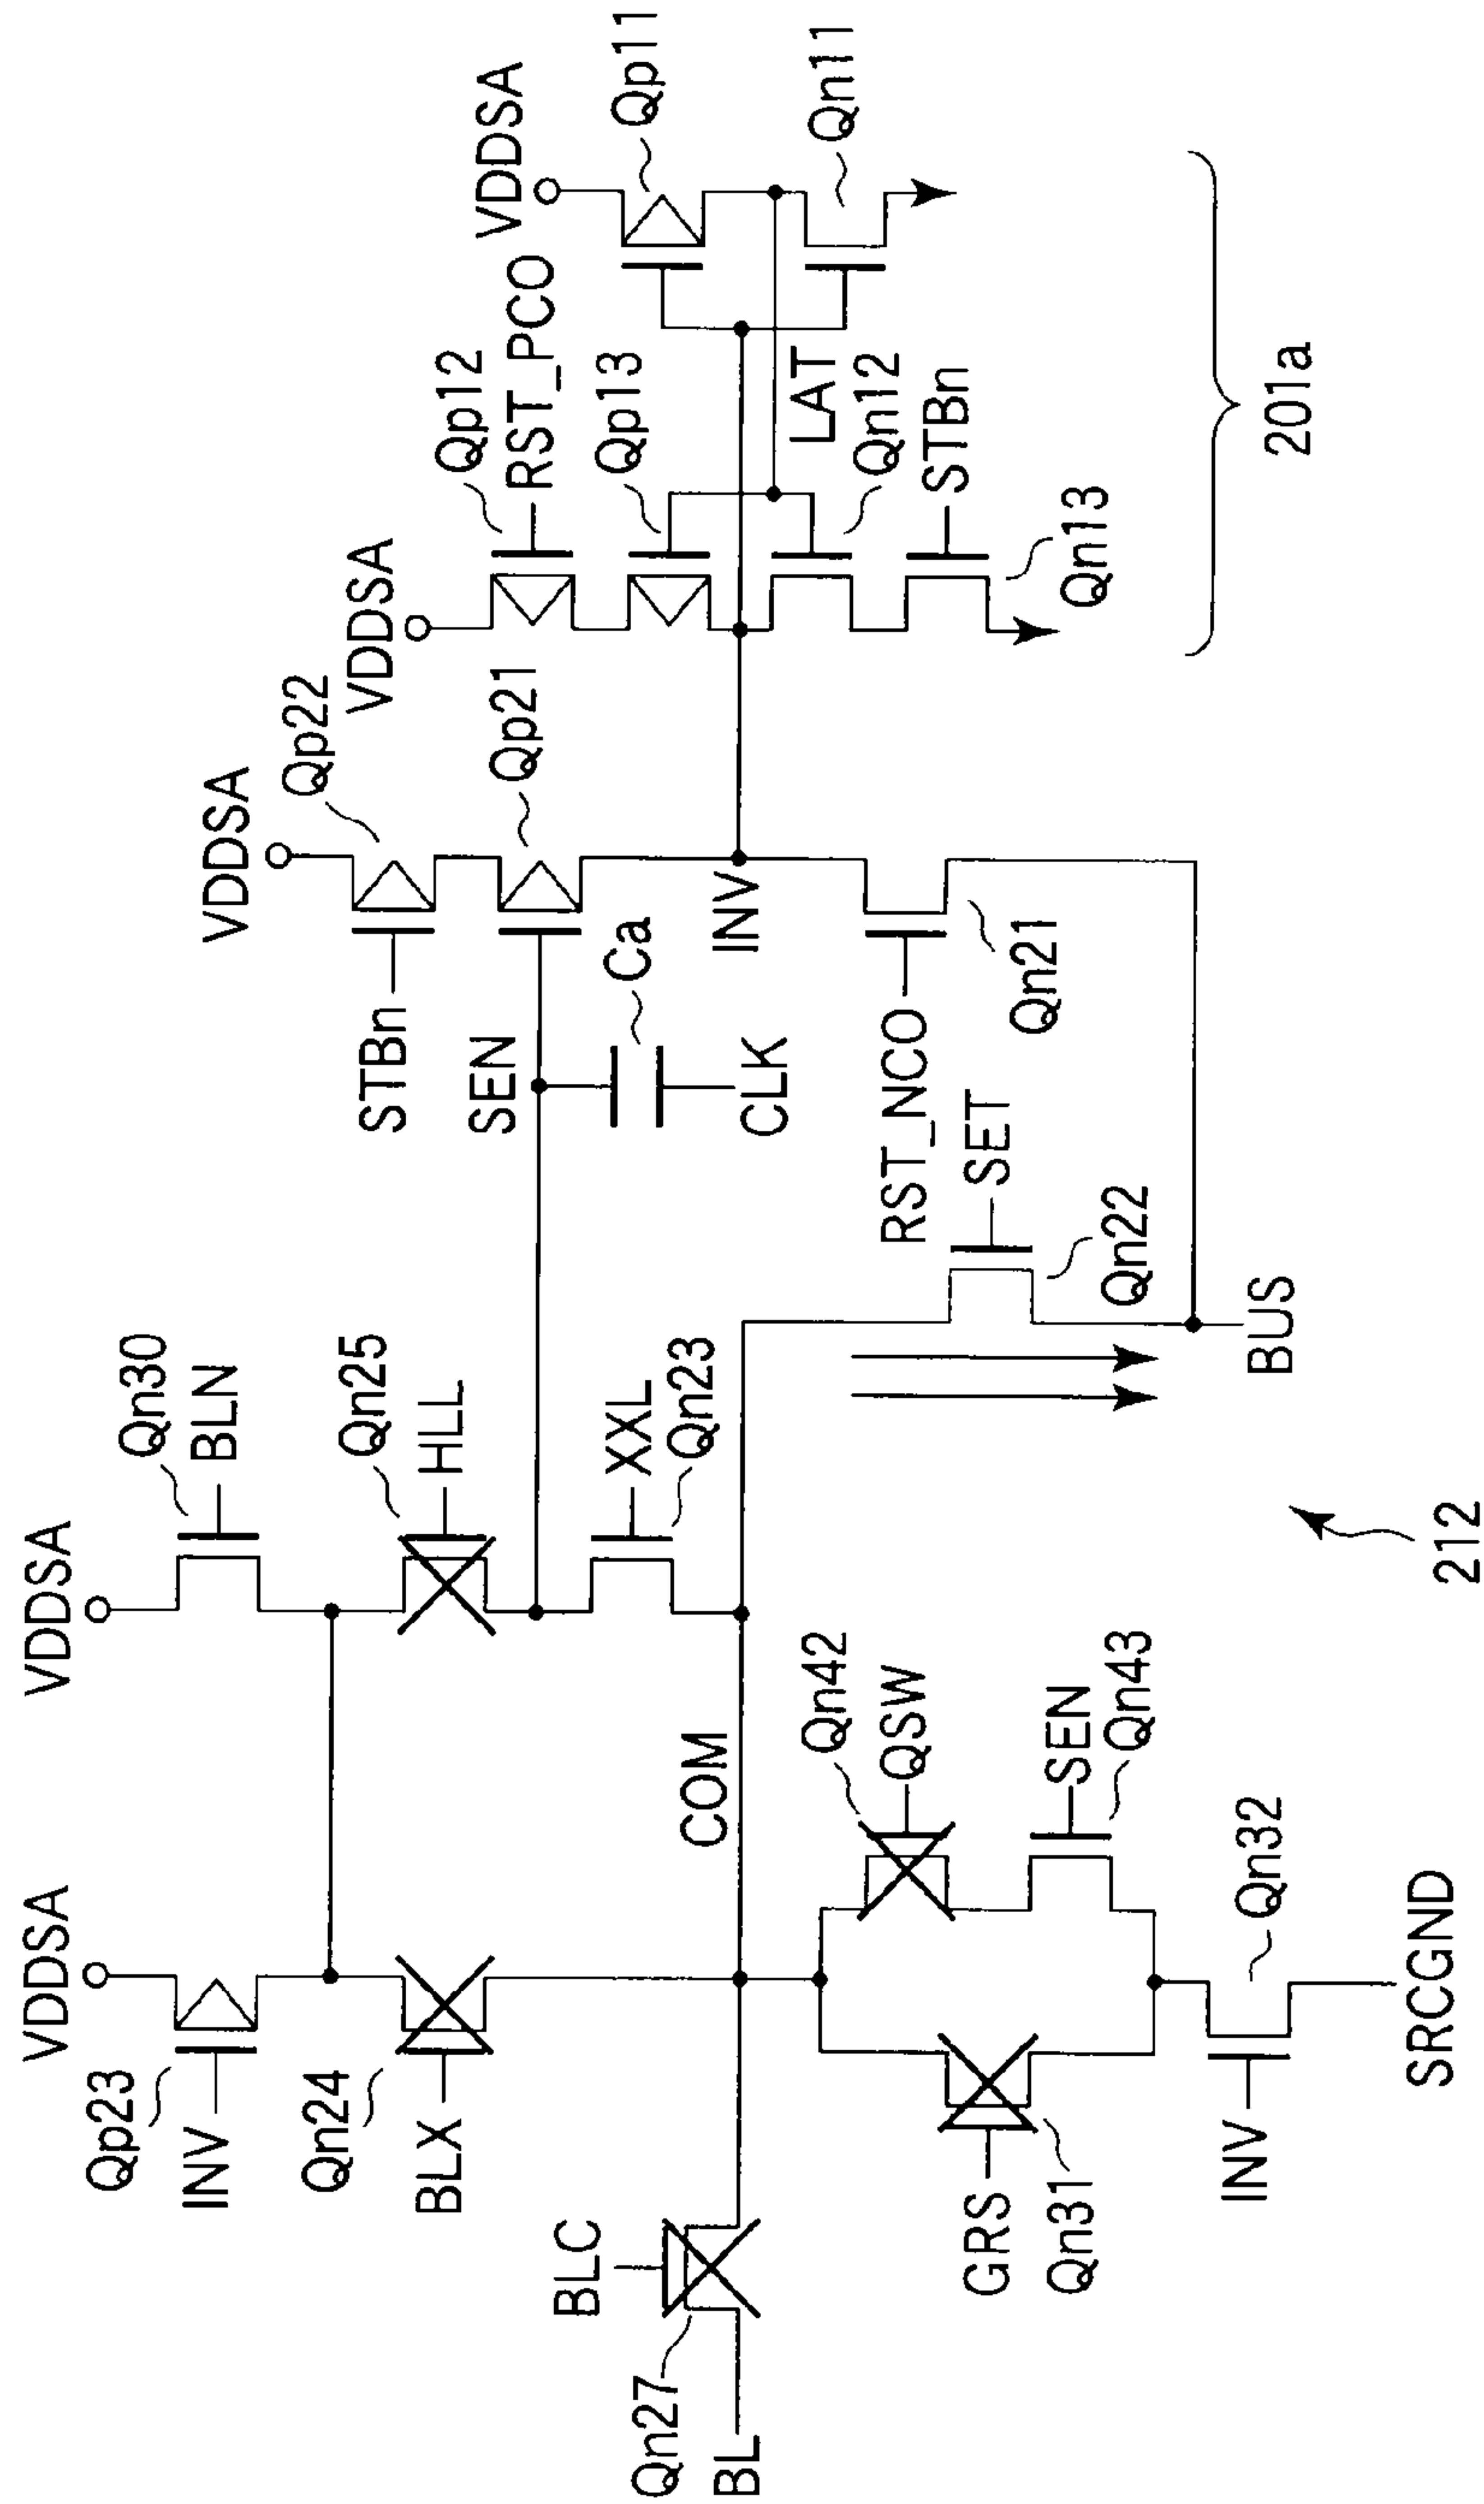 VDDSA
Qp23
INV
VDDSA
Qn30
BLN
Qn24
BLX
Qn25
HLL
BLC
Qn27
BL
COM
XXL
Qn23
Qn42
QSW
GRS
Qn31
SEN
Qn43
INV
Qn32
SRCGND
212
VDDSA
Qp22
STBn
Qp21
SEN
Ca
CLK
INV
RST_NCO
Qn21
SET
Qn22
BUS
VDDSA
Qp12
RST_PCO
Qp13
LAT
Qn12
STBn
Qn13
VDDSA
Qp11
Qn11
201a